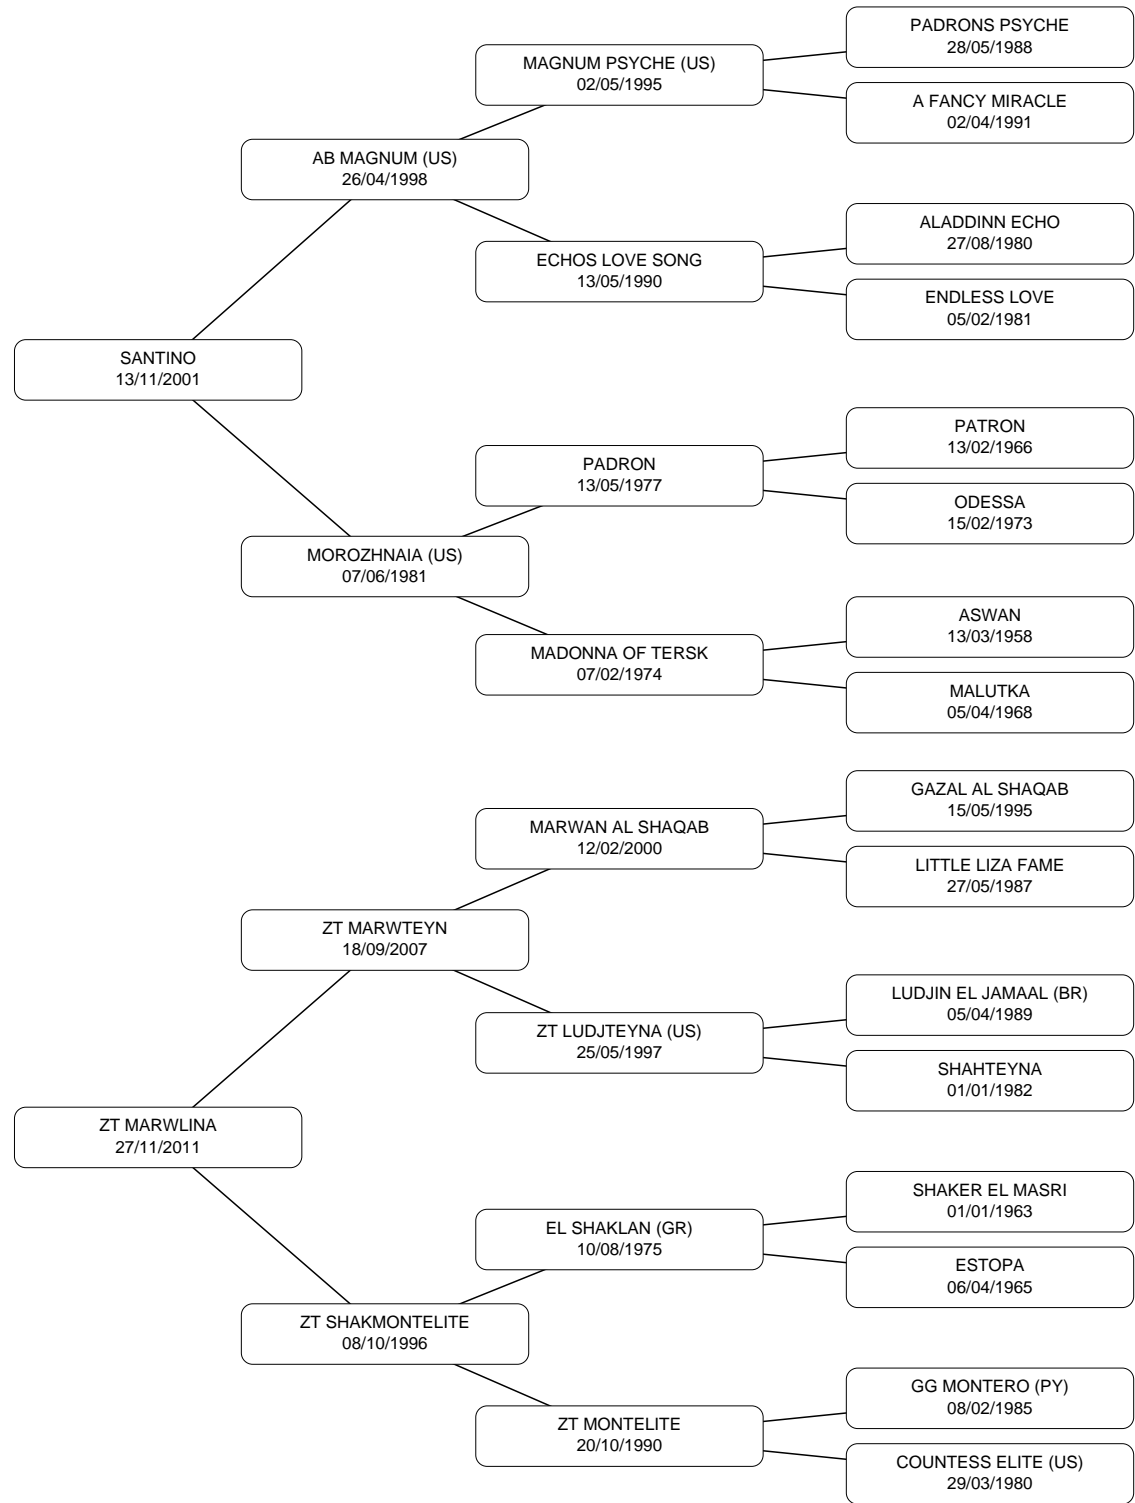 PADRONS PSYCHE
28/05/1988
MAGNUM PSYCHE (US)
02/05/1995
A FANCY MIRACLE
02/04/1991
AB MAGNUM (US)
26/04/1998
ALADDINN ECHO
27/08/1980
ECHOS LOVE SONG
13/05/1990
ENDLESS LOVE
05/02/1981
SANTINO
13/11/2001
PATRON
13/02/1966
PADRON
13/05/1977
ODESSA
15/02/1973
MOROZHNAIA (US)
07/06/1981
ASWAN
13/03/1958
MADONNA OF TERSK
07/02/1974
MALUTKA
05/04/1968
GAZAL AL SHAQAB
15/05/1995
MARWAN AL SHAQAB
12/02/2000
LITTLE LIZA FAME
27/05/1987
ZT MARWTEYN
18/09/2007
LUDJIN EL JAMAAL (BR)
05/04/1989
ZT LUDJTEYNA (US)
25/05/1997
SHAHTEYNA
01/01/1982
ZT MARWLINA
27/11/2011
SHAKER EL MASRI
01/01/1963
EL SHAKLAN (GR)
10/08/1975
ESTOPA
06/04/1965
ZT SHAKMONTELITE
08/10/1996
GG MONTERO (PY)
08/02/1985
ZT MONTELITE
20/10/1990
COUNTESS ELITE (US)
29/03/1980